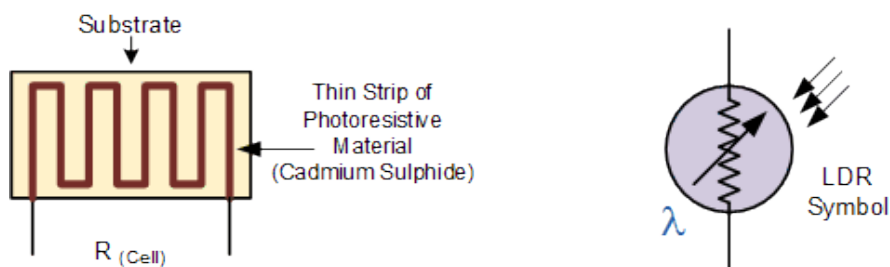 Substrate
Thin Strip of
Photoresistive
Material
(Cadmium Sulphide)
R (Cell)
λ
LDR
Symbol